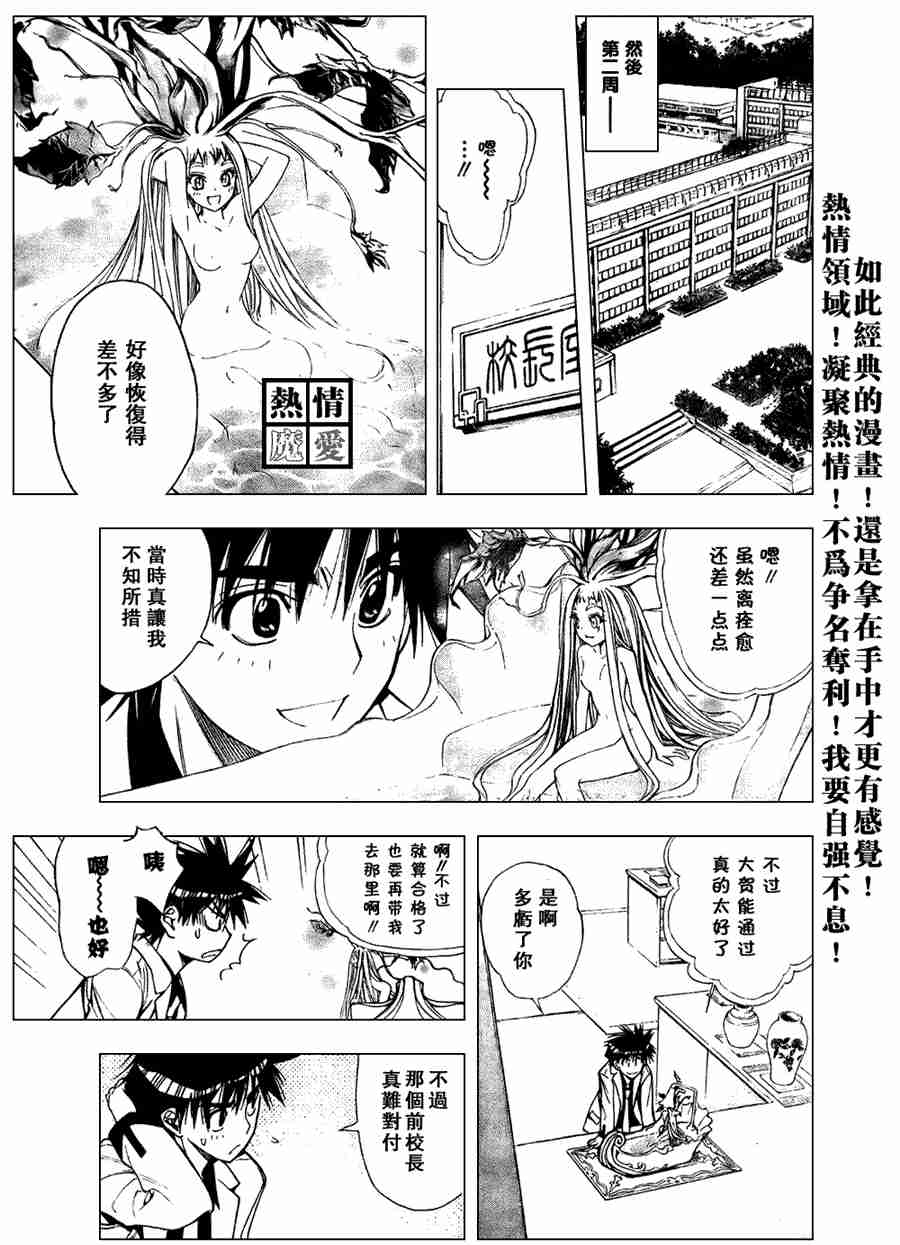 然後
第二周——
嗯～～～
…〃
校長室
好像恢復得
差不多了
熱情
魔愛
嗯〃
虽然离痊愈
还差一点点
當時真讓我
不知所措
不过
大贺能通过
真的太好了
是啊
多虧了你
啊〃不过
就算合格了
也要再带我
去那里啊〃
咦
嗯～～～也好
不過
那個前校長
真難對付
如此經典的漫畫！還是拿在手中才更有感覺！
熱情領域！凝聚熱情！不爲争名奪利！我要自强不息！